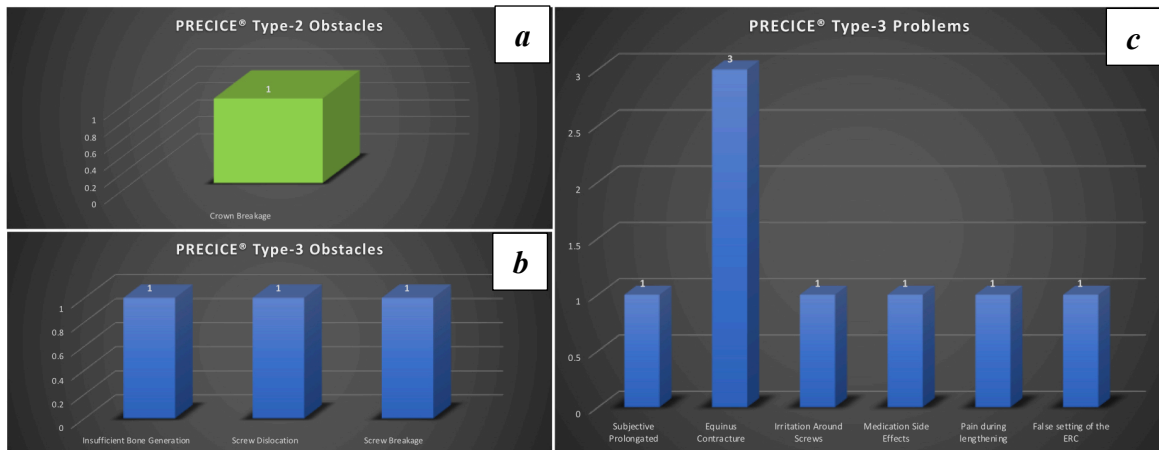 PRECICE® Type-2 Obstacles
a
1
1
0.8
0.6
0.4
0.2
0
Crown Breakage
PRECICE® Type-3 Obstacles
b
1 1 1
1
0.8
0.6
0.4
0.2
0
Insufficient Bone Generation Screw Dislocation Screw Breakage
PRECICE® Type-3 Problems
c
3
1 1 1 1 1
3
2.5
2
1.5
1
0.5
0
Subjective Prolonged
Equinus Contracture
Irritation Around Screws
Medication Side Effects
Pain during lengthening
False setting of the ERC